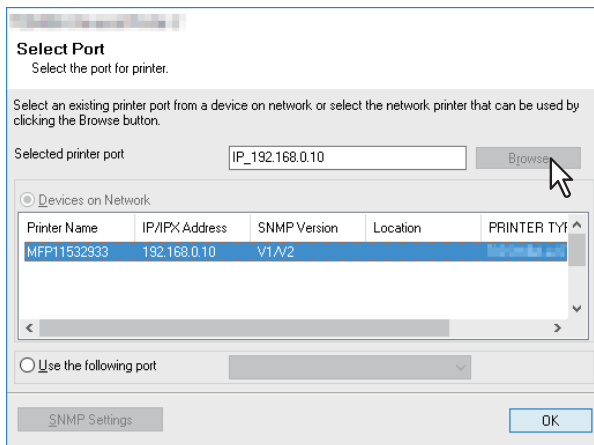 Select Port
Select the port for printer.
Select an existing printer port from a device on network or select the network printer that can be used by
clicking the Browse button.
Selected printer port IP_192.168.0.10 Browse
Devices on Network
Printer Name IP/IPX Address SNMP Version Location PRINTER TYF
MFP11532933 192.168.0.10 V1/V2
Use the following port
SNMP Settings OK